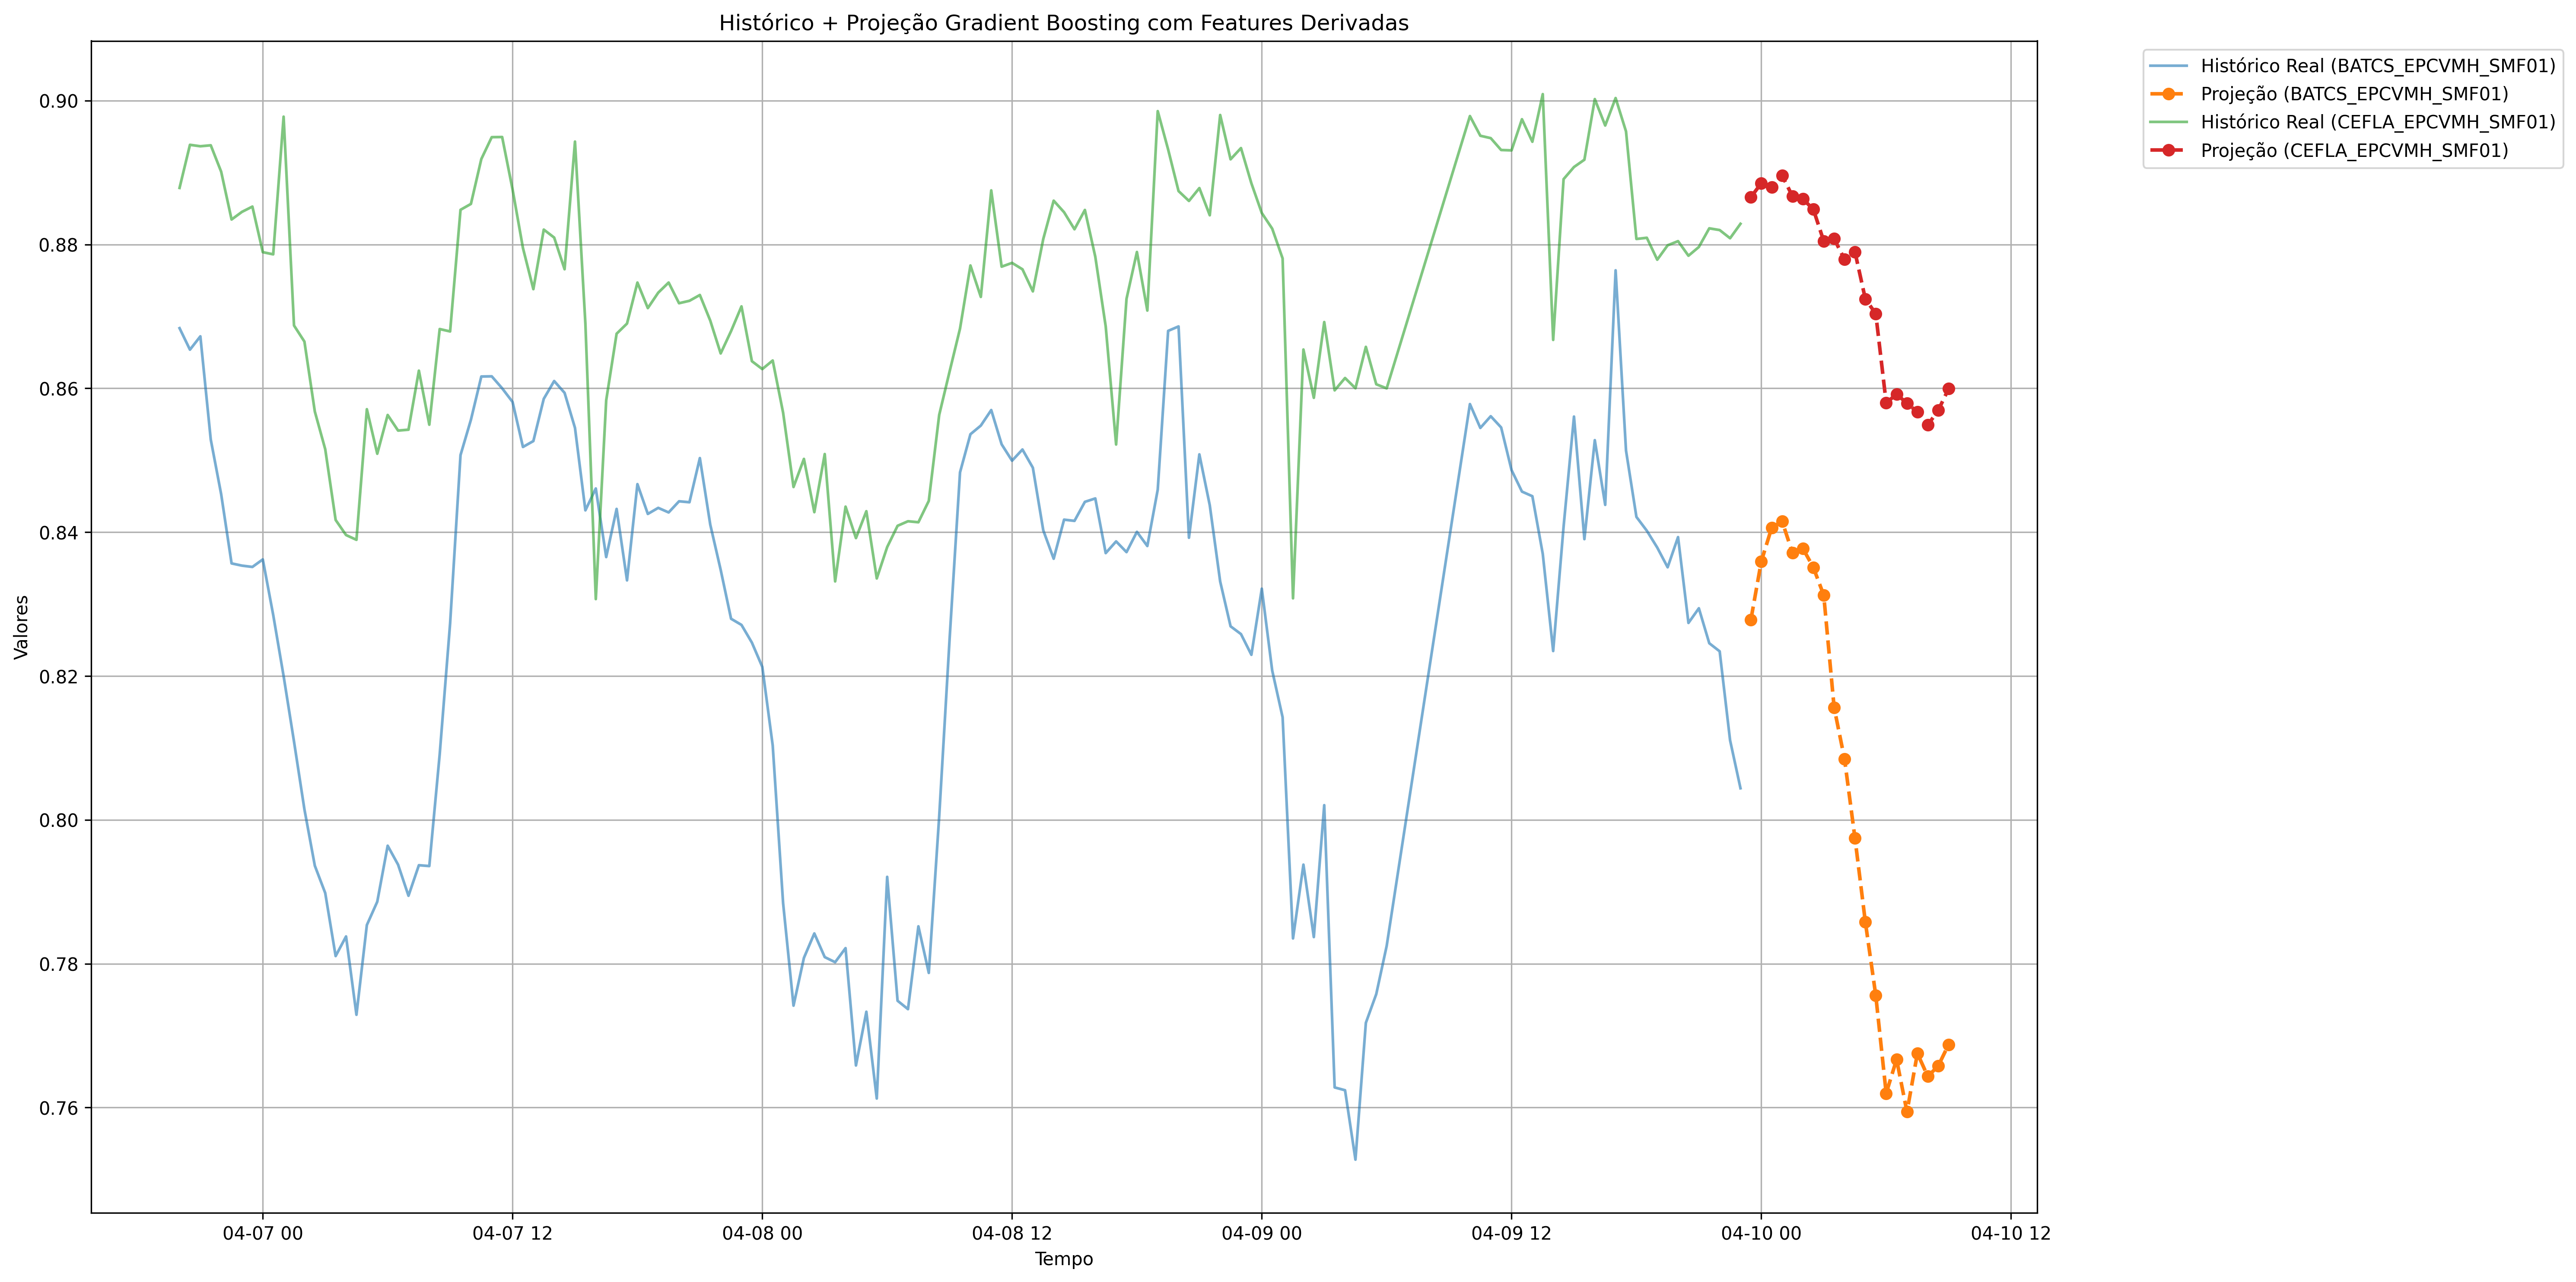 Histórico + Projeção Gradient Boosting com Features Derivadas
Histórico Real (BATCS_EPCVMH_SMF01)
Projeção (BATCS_EPCVMH_SMF01)
Histórico Real (CEFLA_EPCVMH_SMF01)
Projeção (CEFLA_EPCVMH_SMF01)
Valores
0.90
0.88
0.86
0.84
0.82
0.80
0.78
0.76
04-07 00
04-07 12
04-08 00
04-08 12
04-09 00
04-09 12
04-10 00
04-10 12
Tempo